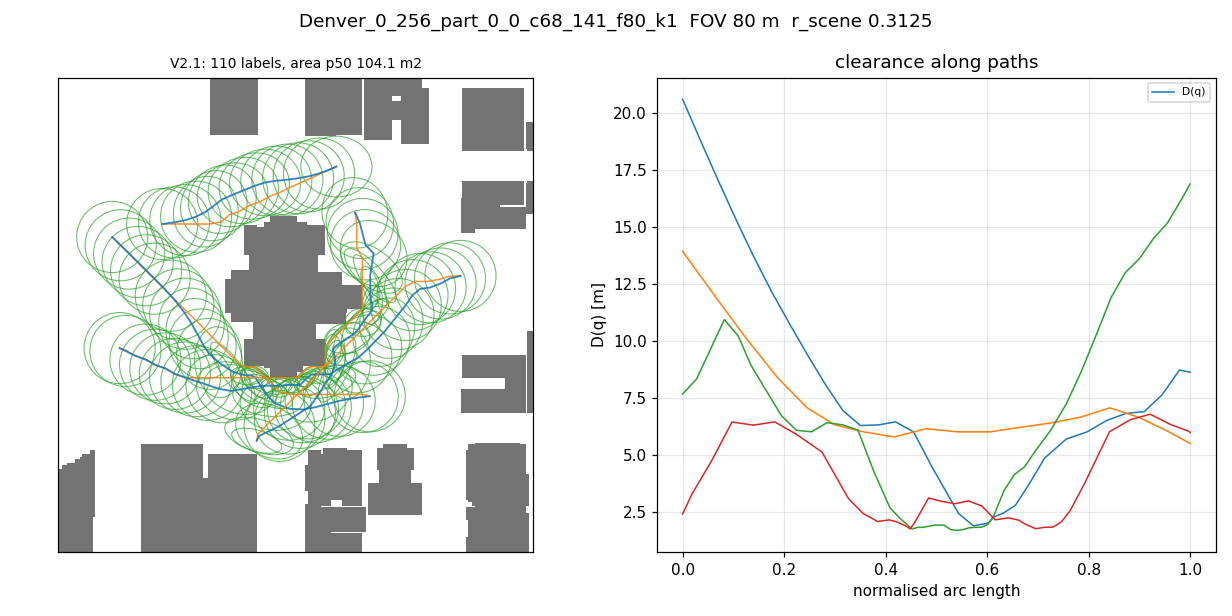 Denver_0_256_part_0_0_c68_141_f80_k1  FOV 80 m  r_scene 0.3125
V2.1: 110 labels, area p50 104.1 m2
clearance along paths
D(q)
20.0
17.5
15.0
12.5
10.0
7.5
5.0
2.5
D(q) [m]
0.0
0.2
0.4
0.6
0.8
1.0
normalised arc length